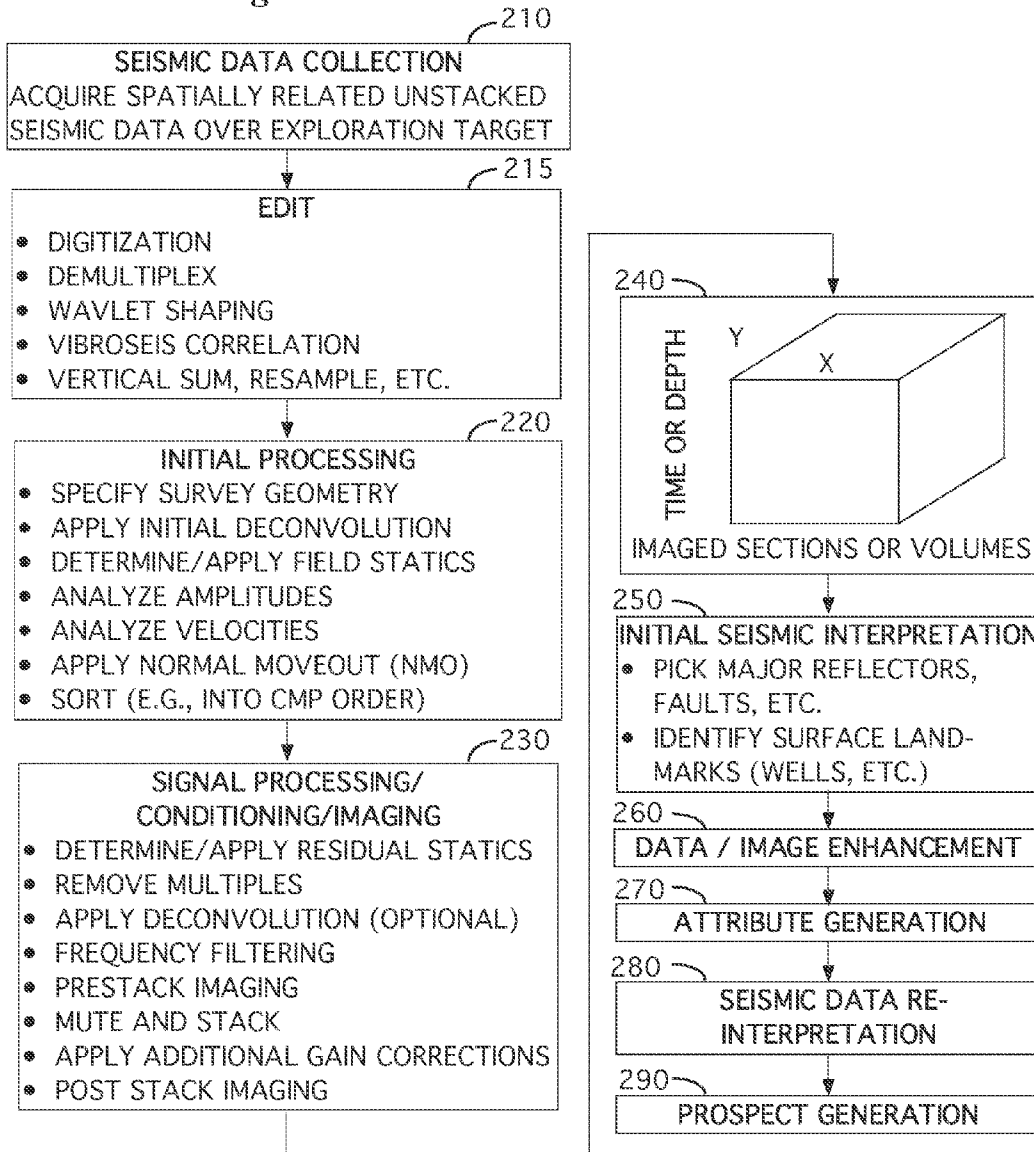 210
SEISMIC DATA COLLECTION
ACQUIRE SPATIALLY RELATED UNSTACKED
SEISMIC DATA OVER EXPLORATION TARGET
215
EDIT
• DIGITIZATION
• DEMULTIPLEX
• WAVLET SHAPING
• VIBROSEIS CORRELATION
• VERTICAL SUM, RESAMPLE, ETC.
220
INITIAL PROCESSING
• SPECIFY SURVEY GEOMETRY
• APPLY INITIAL DECONVOLUTION
• DETERMINE/APPLY FIELD STATICS
• ANALYZE AMPLITUDES
• ANALYZE VELOCITIES
• APPLY NORMAL MOVEOUT (NMO)
• SORT (E.G., INTO CMP ORDER)
230
SIGNAL PROCESSING/
CONDITIONING/IMAGING
• DETERMINE/APPLY RESIDUAL STATICS
• REMOVE MULTIPLES
• APPLY DECONVOLUTION (OPTIONAL)
• FREQUENCY FILTERING
• PRESTACK IMAGING
• MUTE AND STACK
• APPLY ADDITIONAL GAIN CORRECTIONS
• POST STACK IMAGING
240
TIME OR DEPTH
Y
X
IMAGED SECTIONS OR VOLUMES
250
INITIAL SEISMIC INTERPRETATION
• PICK MAJOR REFLECTORS,
FAULTS, ETC.
• IDENTIFY SURFACE LAND-
MARKS (WELLS, ETC.)
260
DATA / IMAGE ENHANCEMENT
270
ATTRIBUTE GENERATION
280
SEISMIC DATA RE-
INTERPRETATION
290
PROSPECT GENERATION